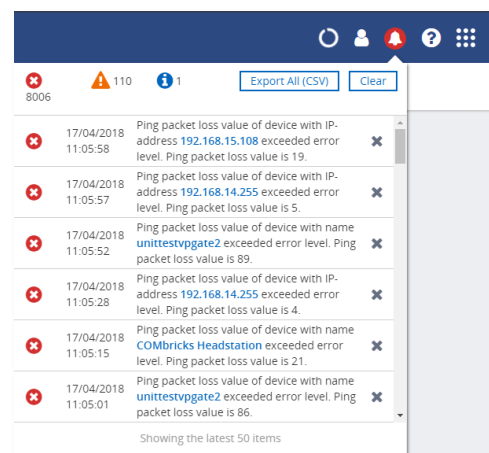 8006
110
1
Export All (CSV)
Clear
17/04/2018
11:05:58
Ping packet loss value of device with IP-
address 192.168.15.108 exceeded error
level. Ping packet loss value is 19.
17/04/2018
11:05:57
Ping packet loss value of device with IP-
address 192.168.14.255 exceeded error
level. Ping packet loss value is 5.
17/04/2018
11:05:52
Ping packet loss value of device with name
unittestvpgate2 exceeded error level. Ping
packet loss value is 89.
17/04/2018
11:05:28
Ping packet loss value of device with IP-
address 192.168.14.255 exceeded error
level. Ping packet loss value is 4.
17/04/2018
11:05:15
Ping packet loss value of device with name
COMbricks Headstation exceeded error
level. Ping packet loss value is 21.
17/04/2018
11:05:01
Ping packet loss value of device with name
unittestvpgate2 exceeded error level. Ping
packet loss value is 86.
Showing the latest 50 items